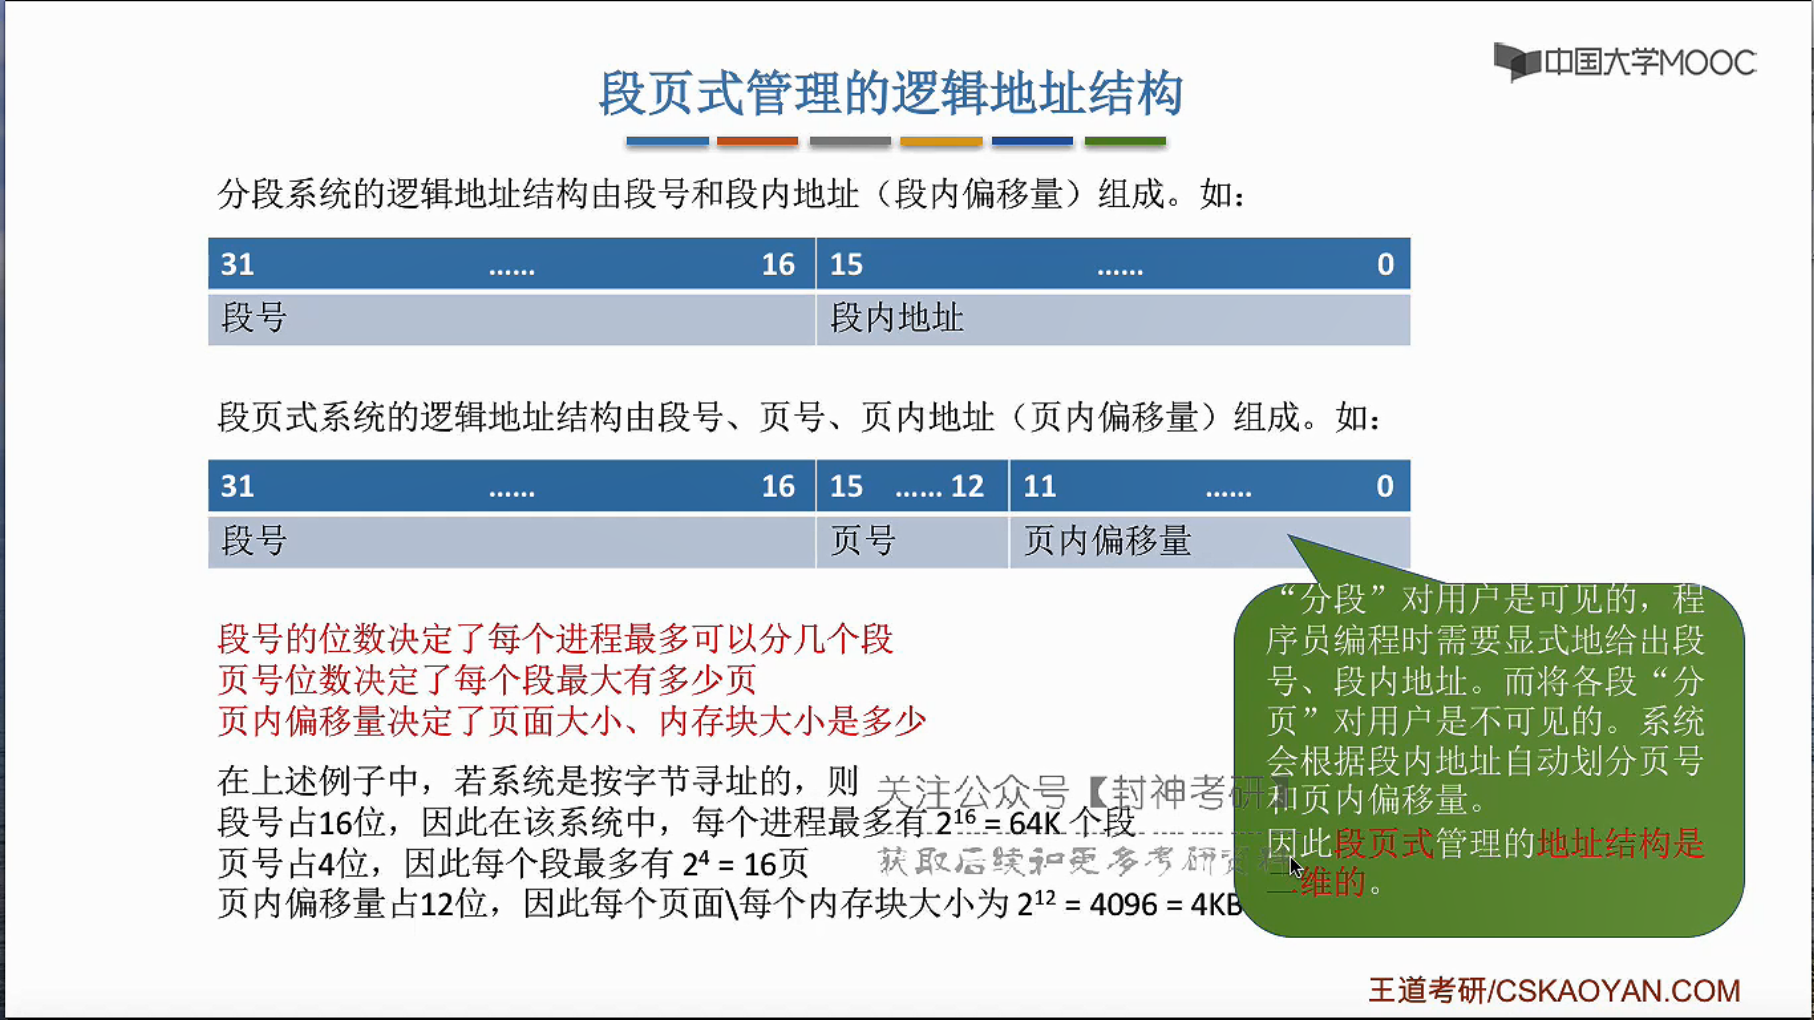 中国大学MOOC
段页式管理的逻辑地址结构
分段系统的逻辑地址结构由段号和段内地址（段内偏移量）组成。如：
31 ...... 16 15 ...... 0
段号 段内地址
段页式系统的逻辑地址结构由段号、页号、页内地址（页内偏移量）组成。如：
31 ...... 16 15 ...... 12 11 ...... 0
段号 页号 页内偏移量
段号的位数决定了每个进程最多可以分几个段
页号位数决定了每个段最大有多少页
页内偏移量决定了页面大小、内存块大小是多少
在上述例子中，若系统是按字节寻址的，则
段号占16位，因此在该系统中，每个进程最多有 2¹⁶ = 64K 个段
页号占4位，因此每个段最多有 2⁴ = 16页
页内偏移量占12位，因此每个页面\每个内存块大小为 2¹² = 4096 = 4KB
“分段”对用户是可见的，程
序员编程时需要显式地给出段
号、段内地址。而将各段“分
页”对用户是不可见的。系统
会根据段内地址自动划分页号
和页内偏移量。
因此段页式管理的地址结构是
二维的。
关注公众号【封神考研】
获取后续和更多考研资料
王道考研/CSKAOYAN.COM